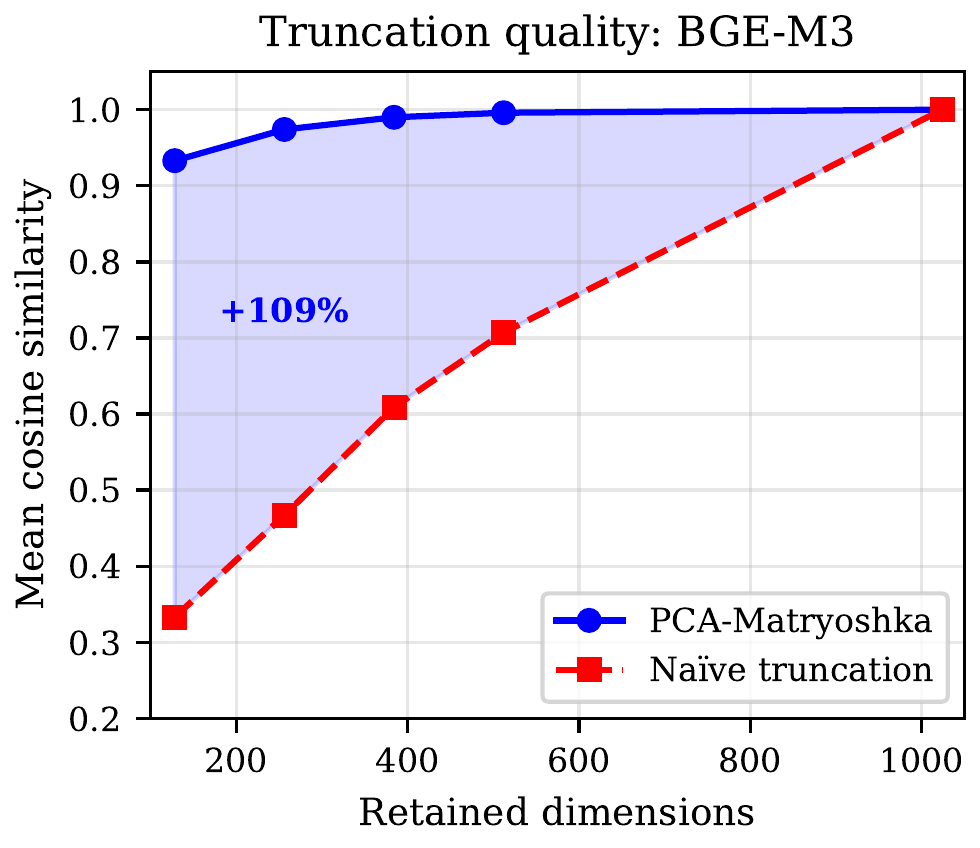 Truncation quality: BGE-M3
Mean cosine similarity
1.0
0.9
0.8
0.7
0.6
0.5
0.4
0.3
0.2
+109%
PCA-Matryoshka
Naïve truncation
200 400 600 800 1000
Retained dimensions